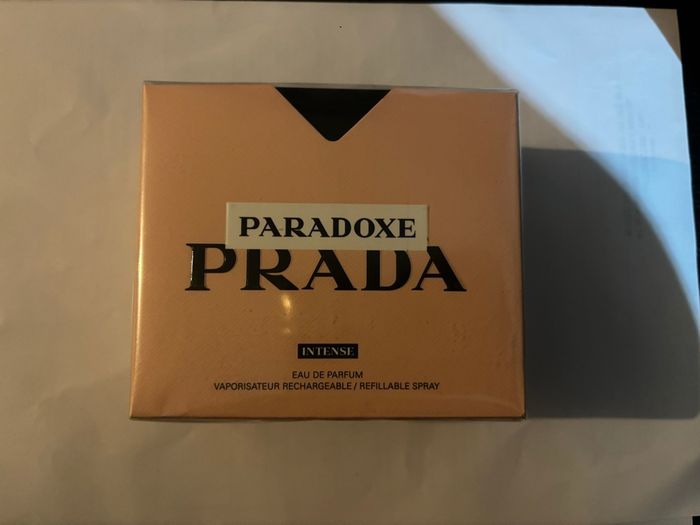 PARADOXE
PRADA
INTENSE
EAU DE PARFUM
VAPORISATEUR RECHARGEABLE / REFILLABLE SPRAY